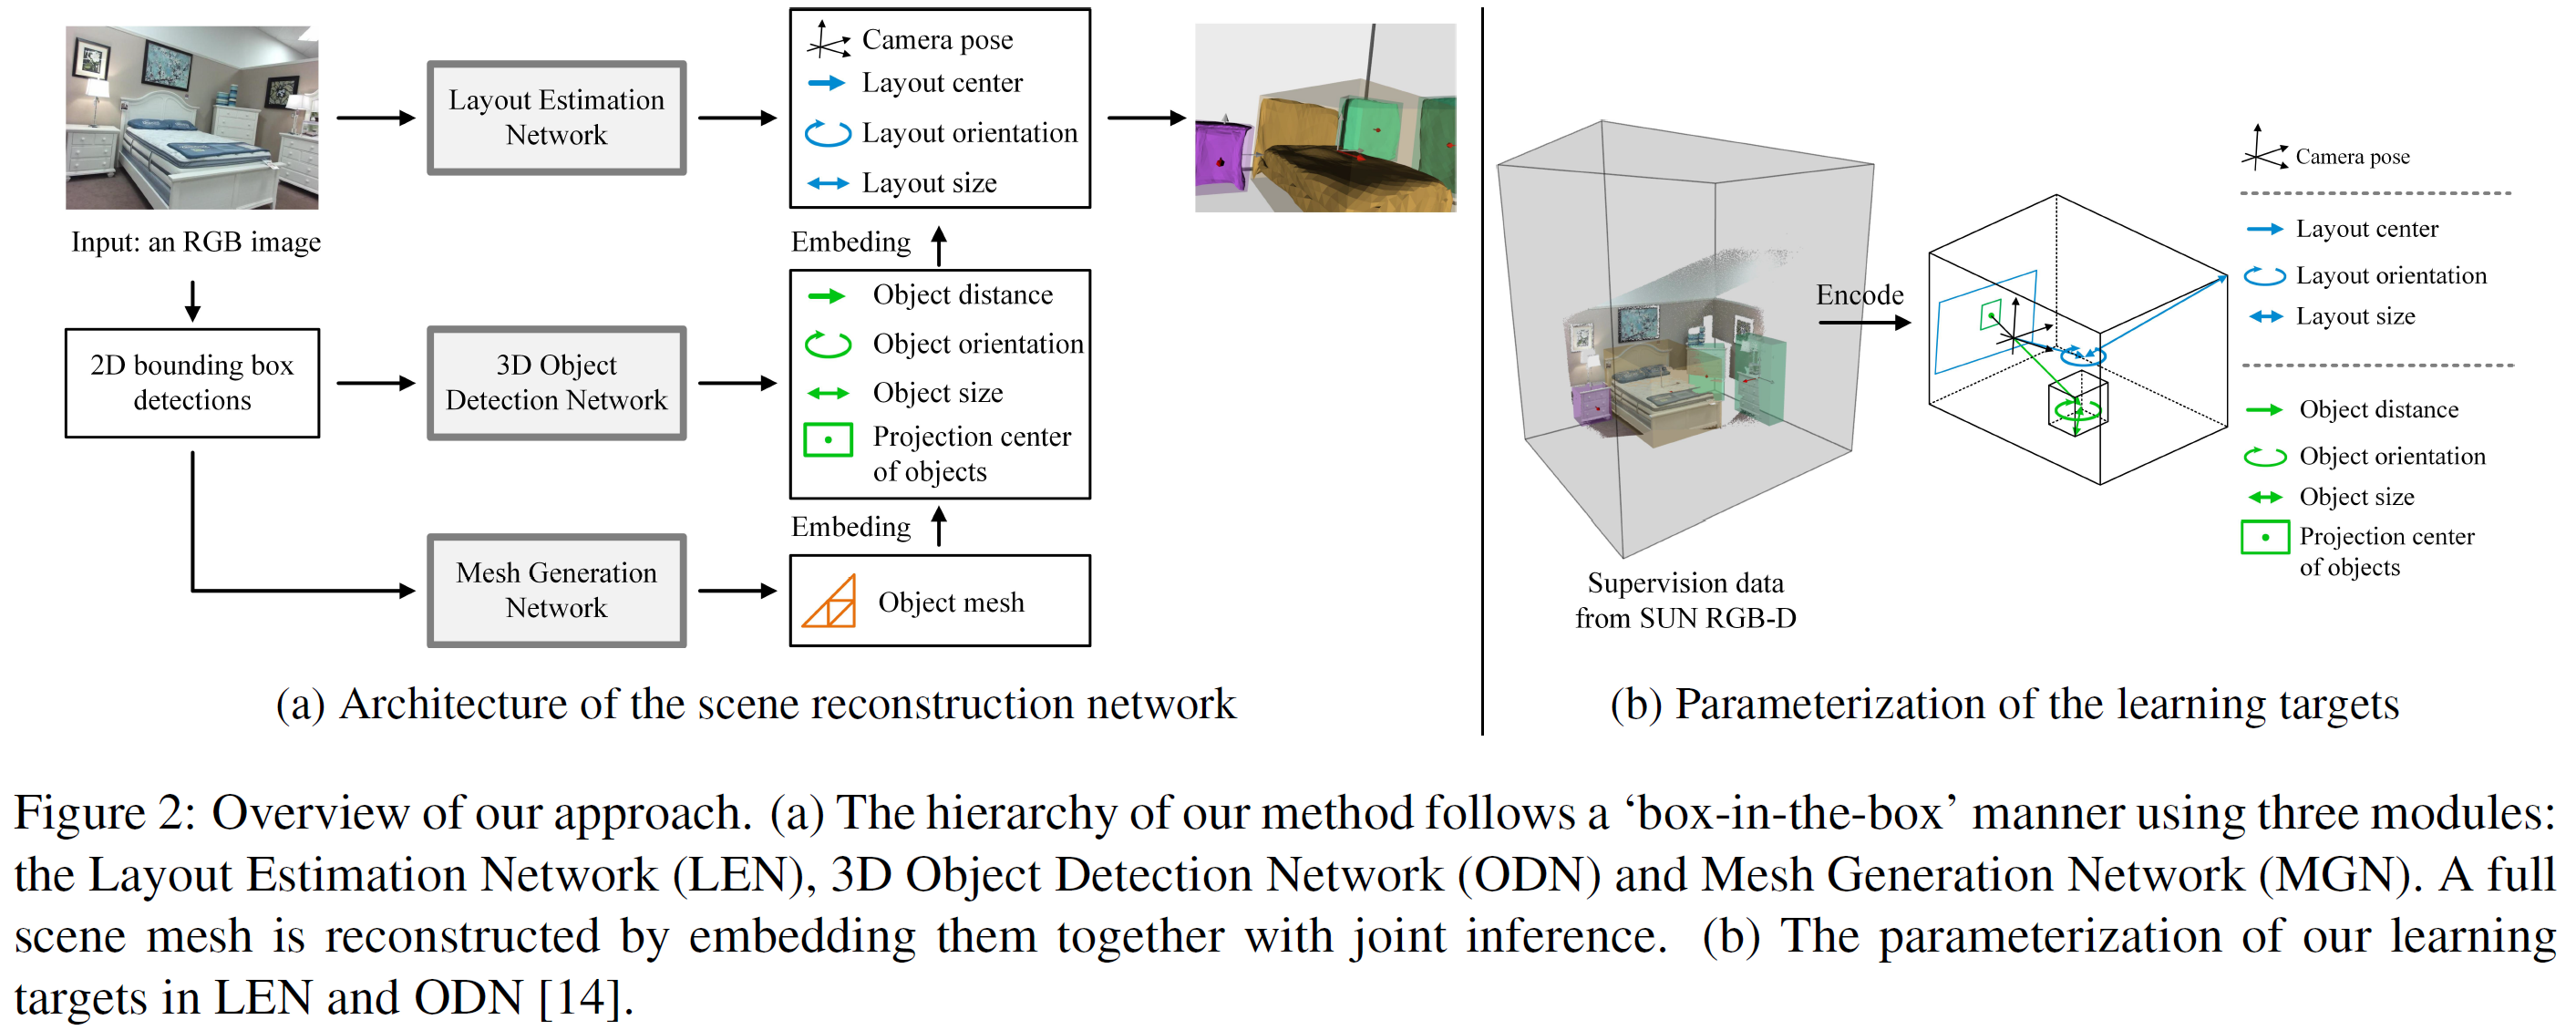 Input: an RGB image
2D bounding box
detections
Layout Estimation
Network
3D Object
Detection Network
Mesh Generation
Network
Camera pose
Layout center
Layout orientation
Layout size
Embeding
Object distance
Object orientation
Object size
Projection center
of objects
Embeding
Object mesh
(a) Architecture of the scene reconstruction network
Supervision data
from SUN RGB-D
Encode
Camera pose
Layout center
Layout orientation
Layout size
Object distance
Object orientation
Object size
Projection center
of objects
(b) Parameterization of the learning targets
Figure 2: Overview of our approach. (a) The hierarchy of our method follows a ‘box-in-the-box’ manner using three modules:
the Layout Estimation Network (LEN), 3D Object Detection Network (ODN) and Mesh Generation Network (MGN). A full
scene mesh is reconstructed by embedding them together with joint inference. (b) The parameterization of our learning
targets in LEN and ODN [14].